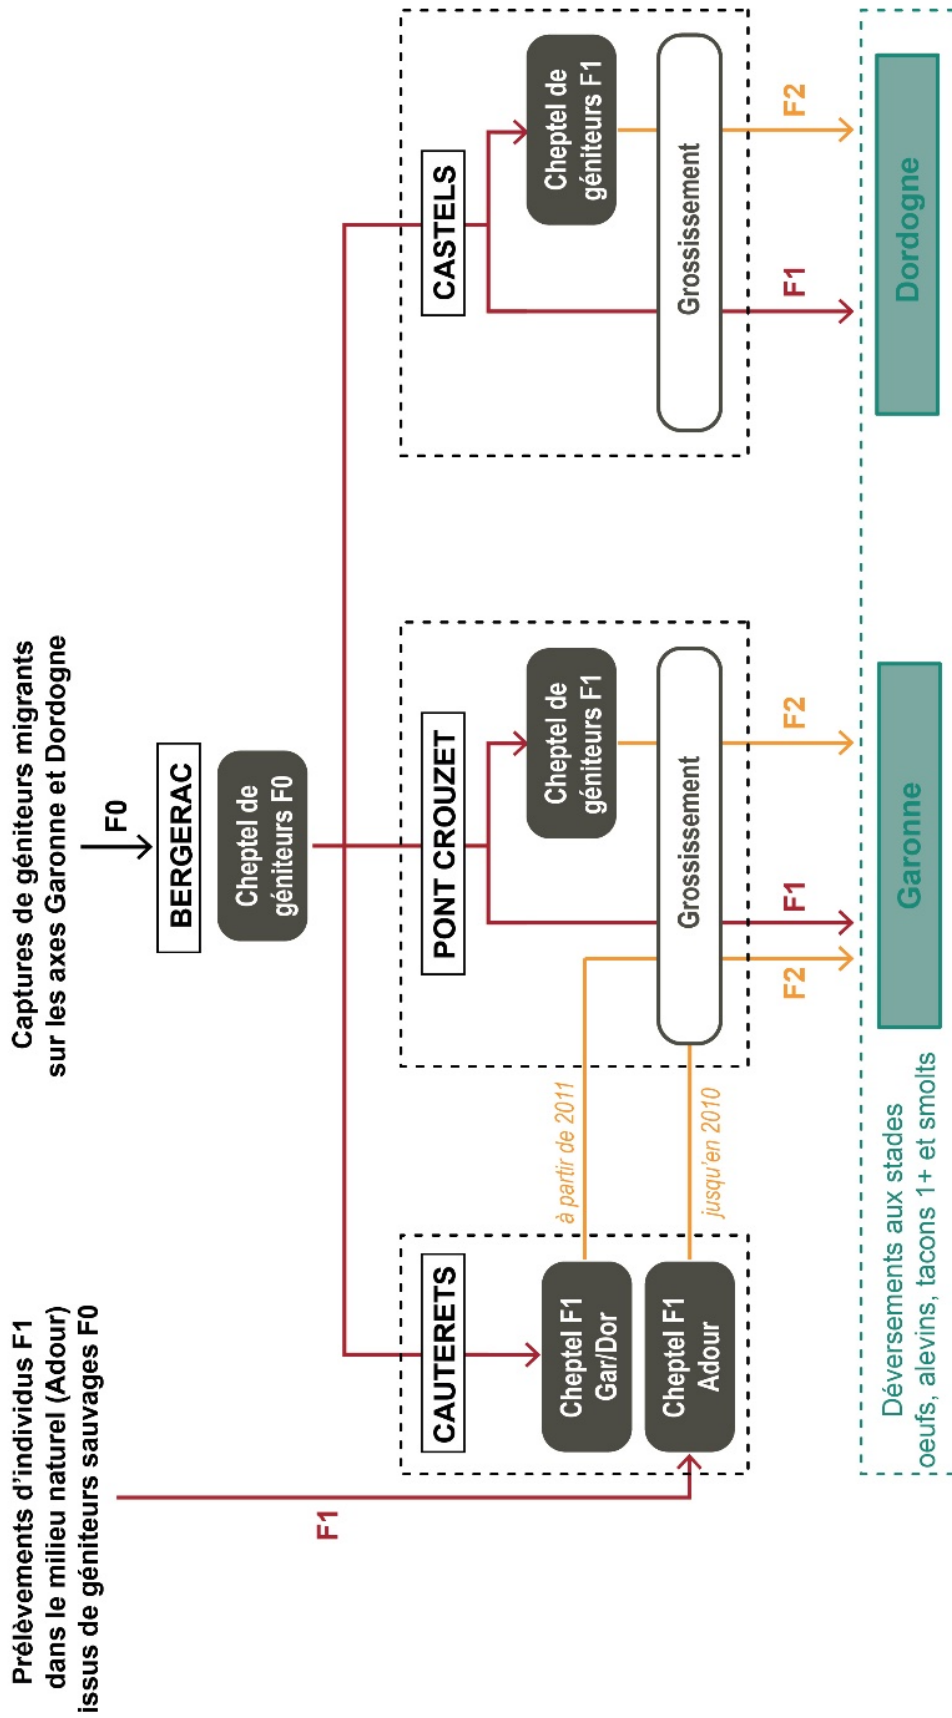 Prélèvements d'individus F1
dans le milieu naturel (Adour)
issus de géniteurs sauvages F0
Captures de géniteurs migrants
sur les axes Garonne et Dordogne
F0
BERGERAC
Cheptel de
géniteurs F0
F1
CAUTERETS
Cheptel F1
Gar/Dor
Cheptel F1
Adour
à partir de 2011
jusqu'en 2010
PONT CROUZET
Cheptel de
géniteurs F1
Grossissement
F2
F1
F2
CASTELS
Cheptel de
géniteurs F1
Grossissement
F1
F2
Déversements aux stades
oeufs, alevins, tacons 1+ et smolts
Garonne
Dordogne